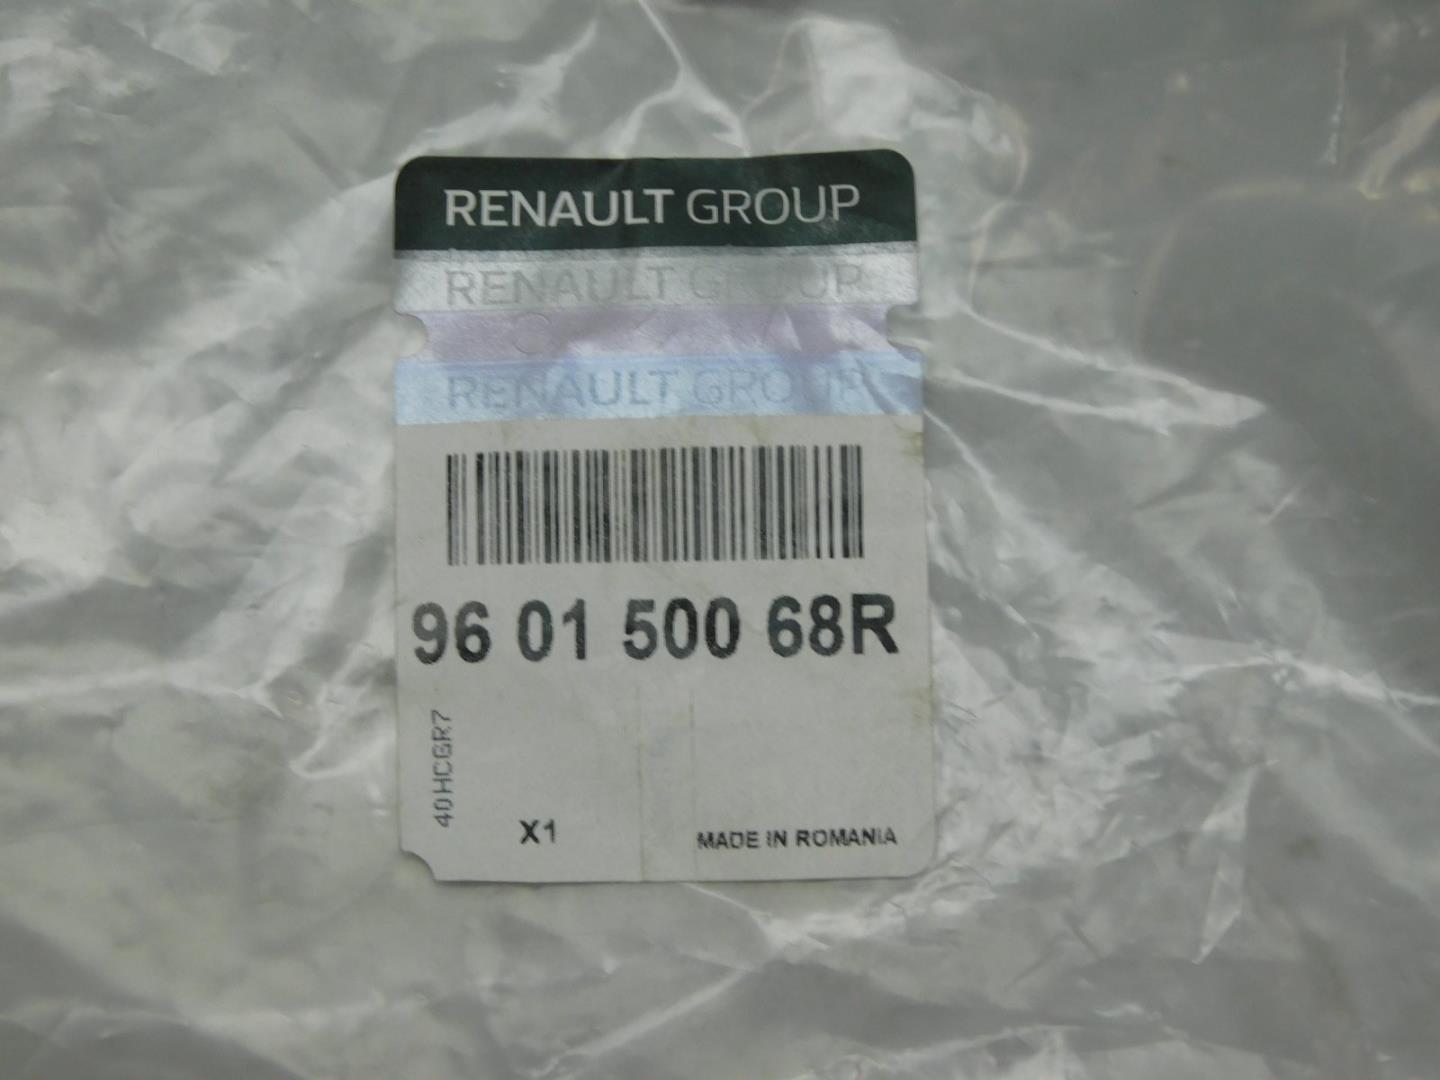 RENAULT GROUP
RENAULT GROUP
RENAULT GROUP
96 01 500 68R
40HCGR7
X1
MADE IN ROMANIA